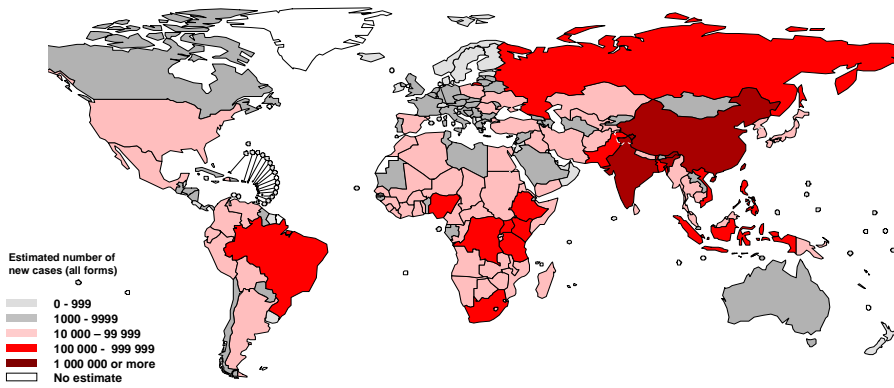 Estimated number of
new cases (all forms)
0 - 999
1000 - 9999
10 000 – 99 999
100 000 - 999 999
1 000 000 or more
No estimate